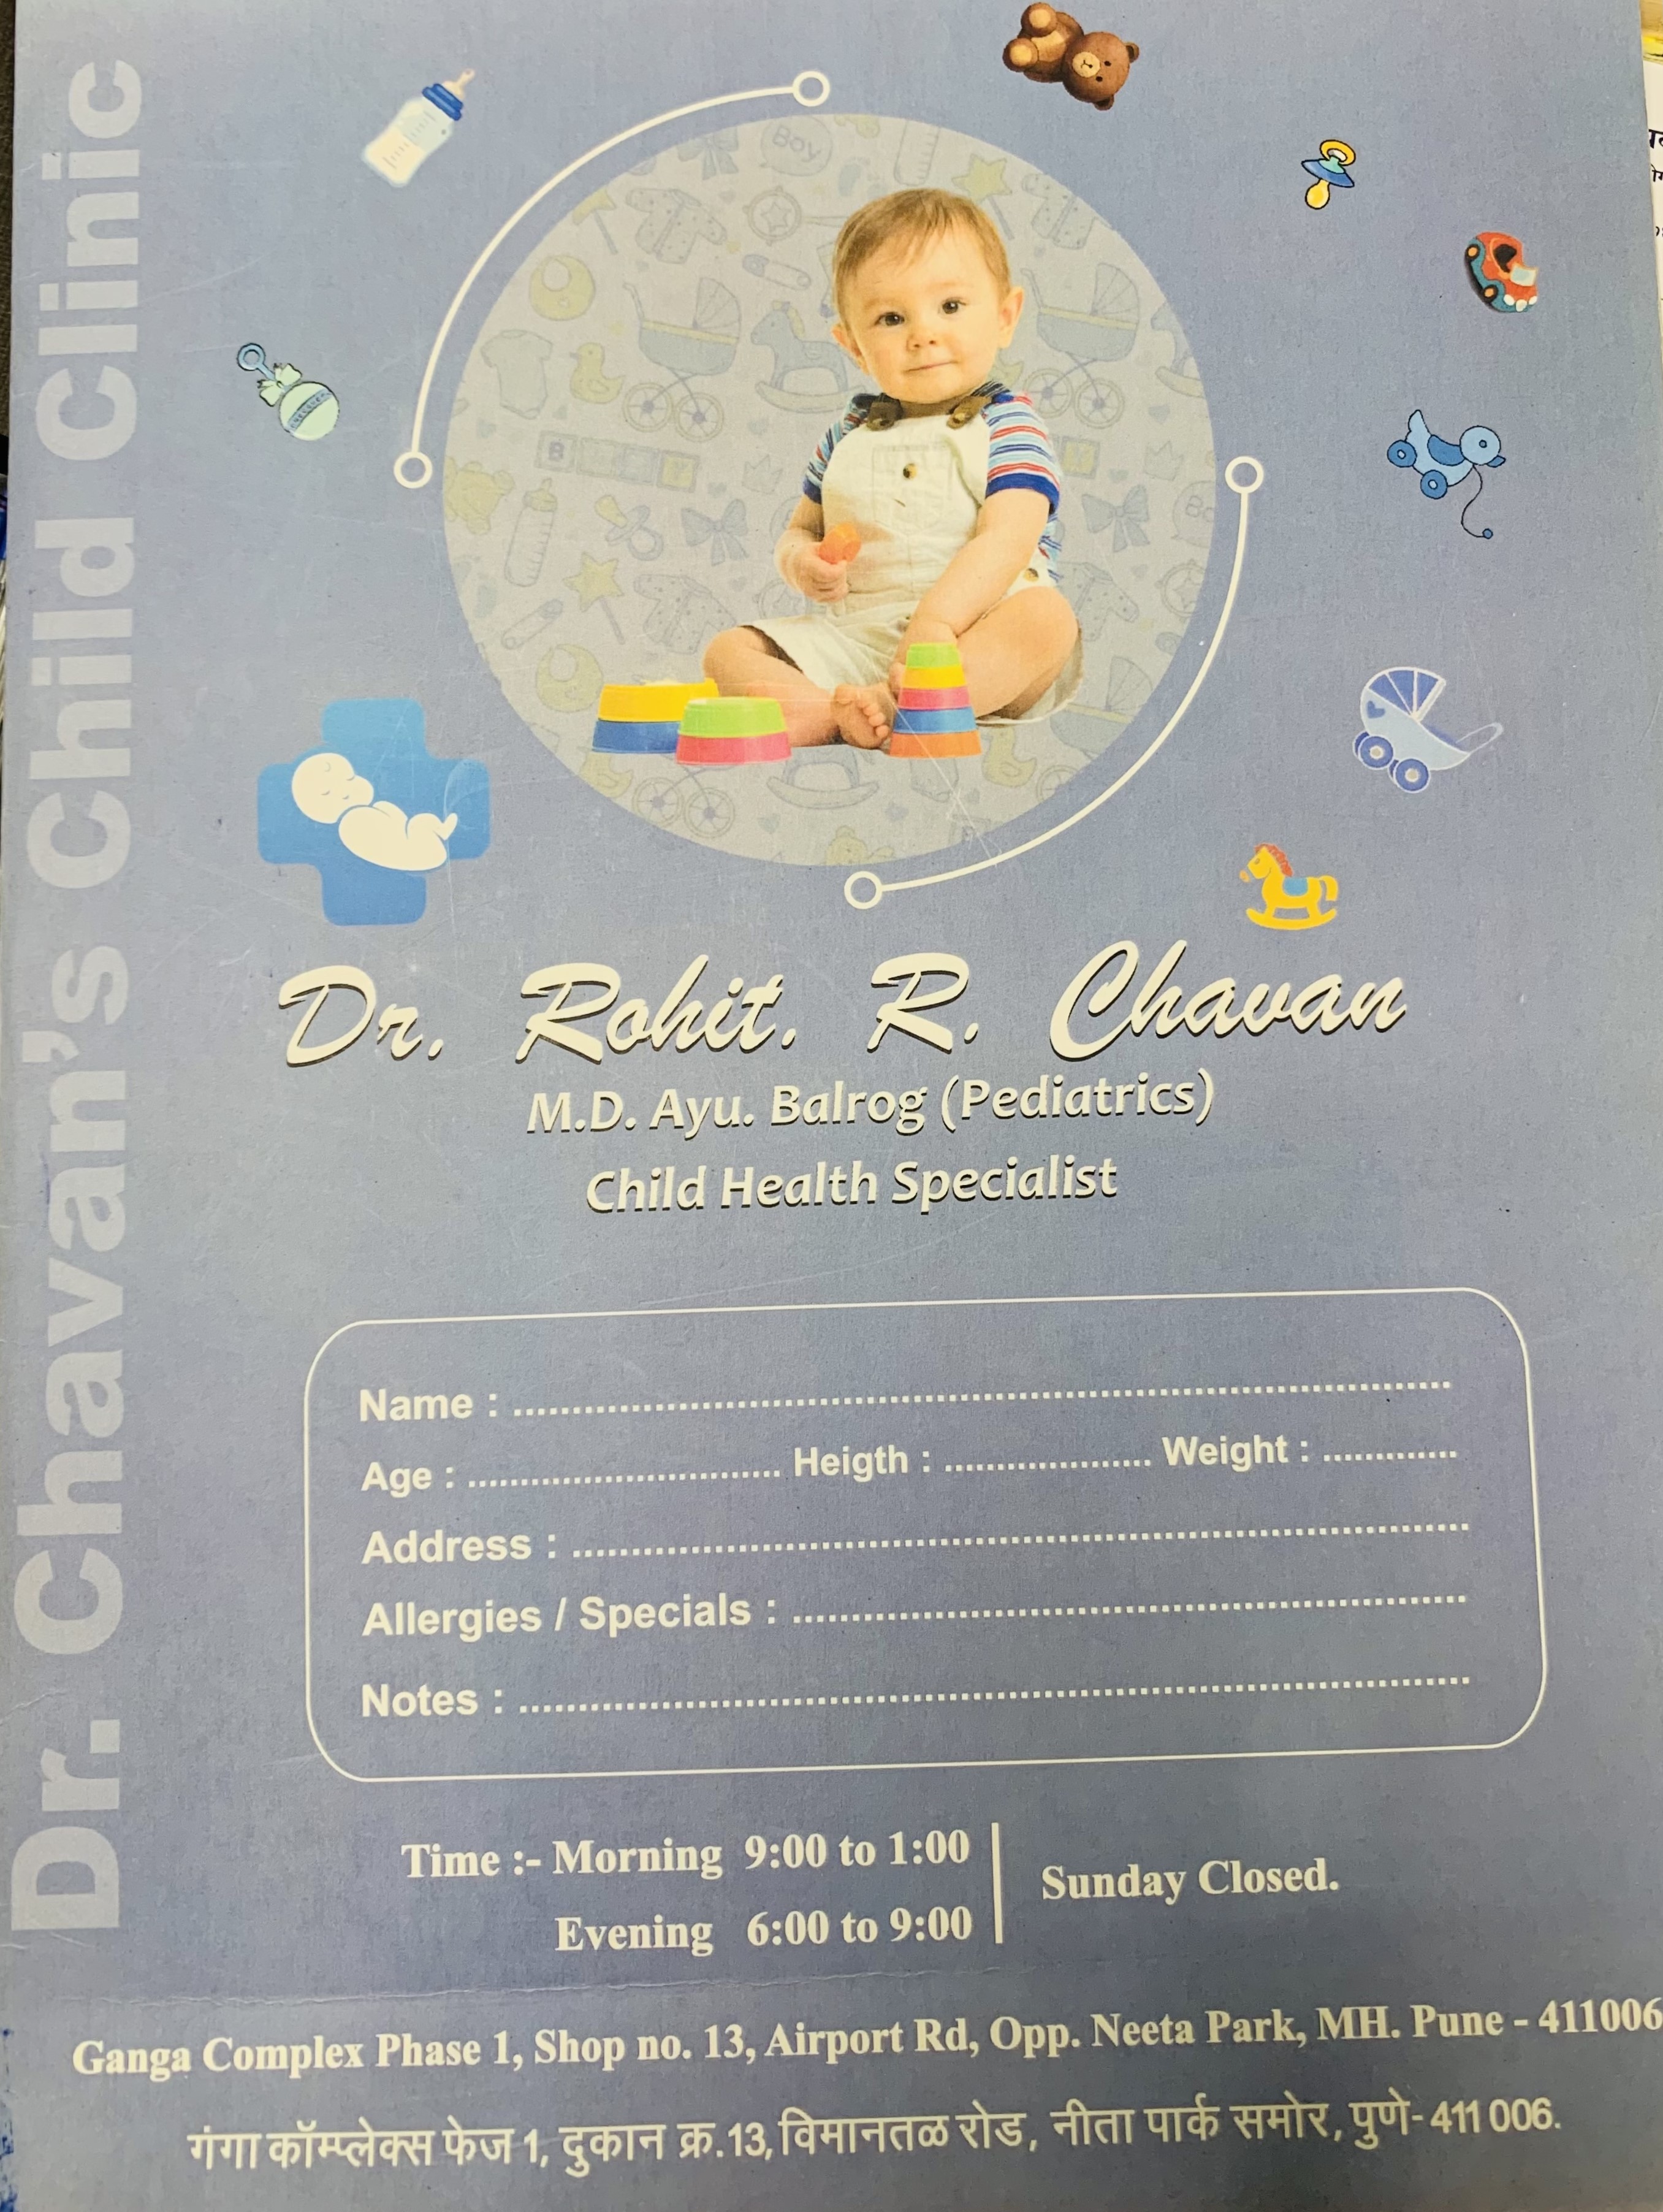 Dr. Chavan's Child Clinic
Boy
Dr. Rohit. R. Chavan
M.D. Ayu. Balrog (Pediatrics)
Child Health Specialist
Name :
Age : Heigth : Weight :
Address :
Allergies / Specials :
Notes :
Time :- Morning 9:00 to 1:00
Sunday Closed.
Evening 6:00 to 9:00
Ganga Complex Phase 1, Shop no. 13, Airport Rd, Opp. Neeta Park, MH. Pune - 411006
गंगा कॉम्प्लेक्स फेज 1, दुकान क्र.13, विमानतळ रोड, नीता पार्क समोर, पुणे- 411 006.